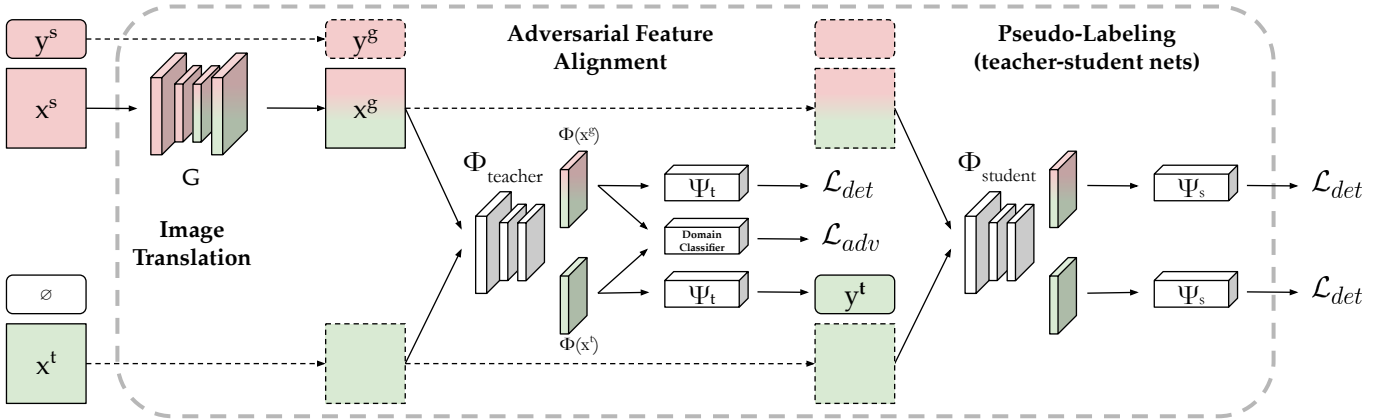 y^s
x^s
G
Image
Translation
∅
x^t
y^g
x^g
Adversarial Feature
Alignment
Φ_teacher
Φ(x^g)
Φ(x^t)
Ψ_t
Domain
Classifier
Ψ_t
ℒ_det
ℒ_adv
y^t
Pseudo-Labeling
(teacher-student nets)
Φ_student
Ψ_s
Ψ_s
ℒ_det
ℒ_det